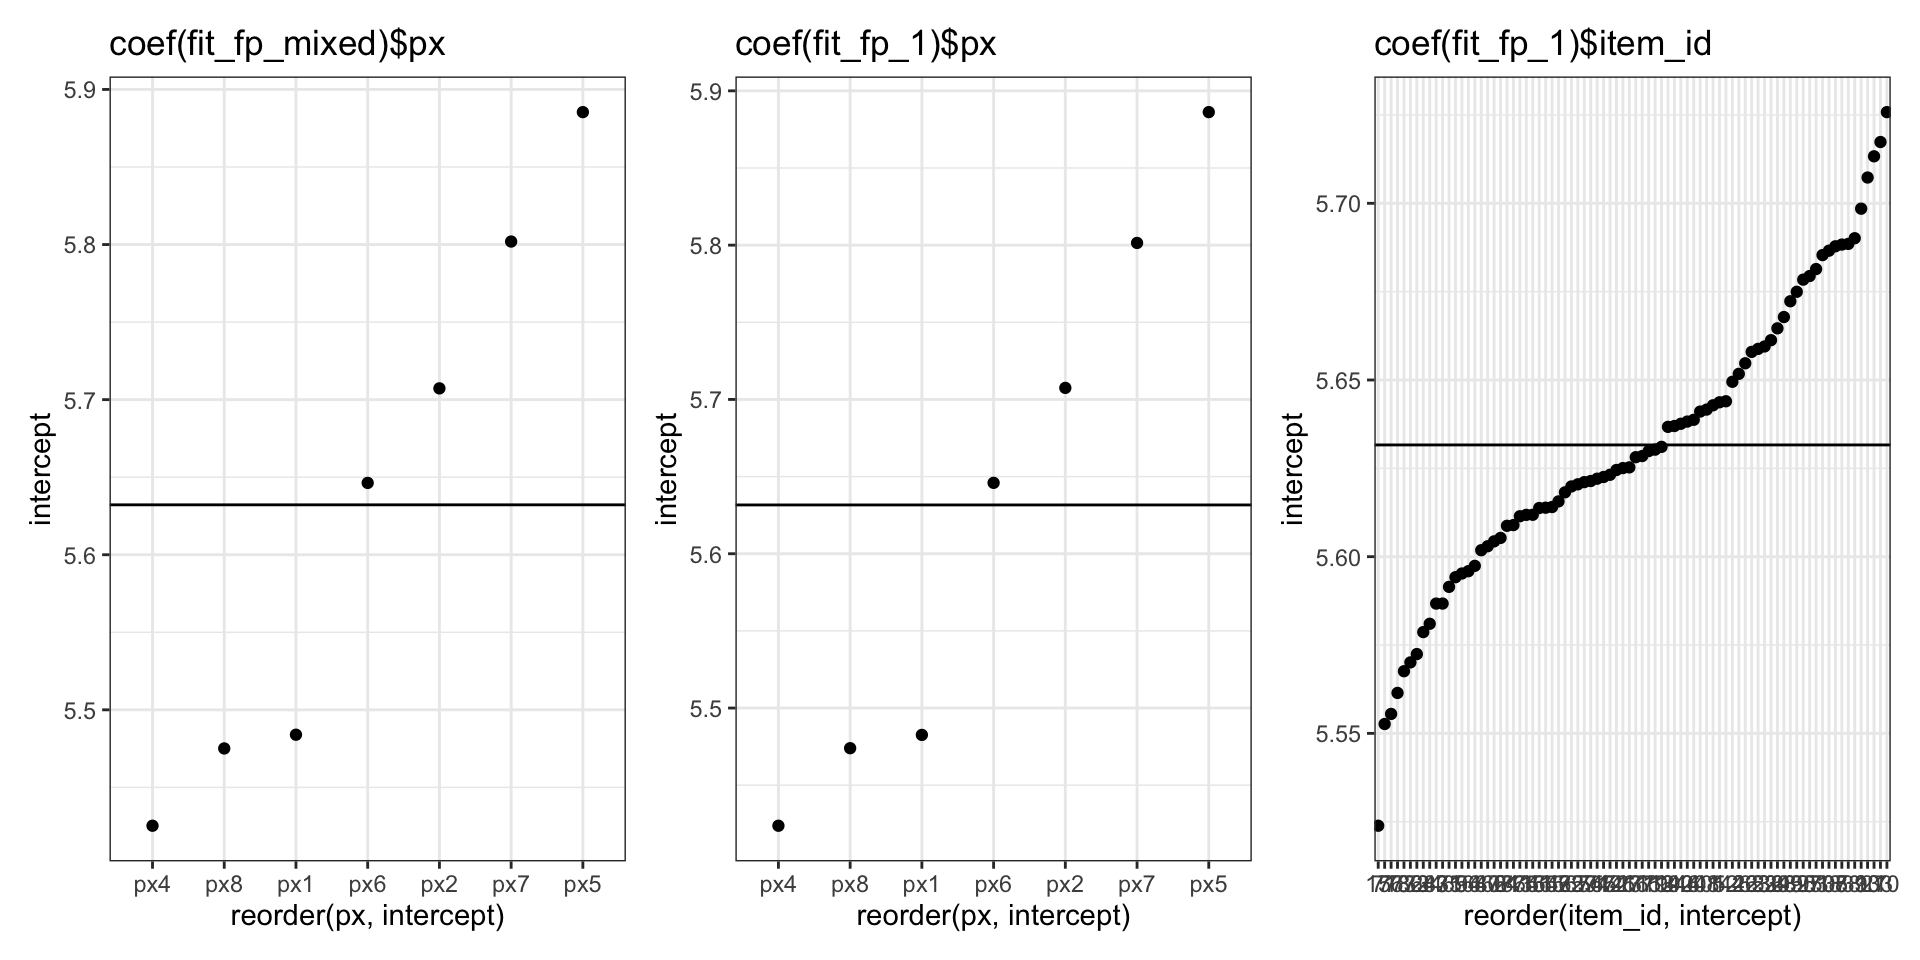 coef(fit_fp_mixed)$px
intercept
5.9
5.8
5.7
5.6
5.5
px4 px8 px1 px6 px2 px7 px5
reorder(px, intercept)
coef(fit_fp_1)$px
intercept
5.9
5.8
5.7
5.6
5.5
px4 px8 px1 px6 px2 px7 px5
reorder(px, intercept)
coef(fit_fp_1)$item_id
intercept
5.70
5.65
5.60
5.55
reorder(item_id, intercept)